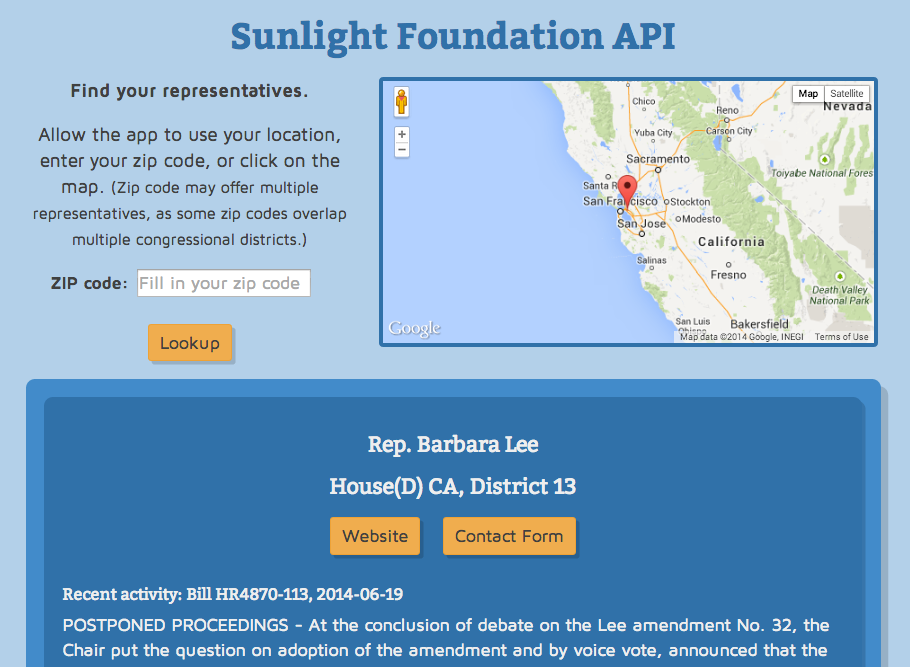 Sunlight Foundation API
Find your representatives.
Allow the app to use your location,
enter your zip code, or click on the
map. (Zip code may offer multiple
representatives, as some zip codes overlap
multiple congressional districts.)
ZIP code: Fill in your zip code
Lookup
+
−
Map Satellite
Chico
Reno
Nevada
Yuba City
Carson City
Sacramento
Toiyabe National Fores
Santa R
San Francisco
Stockton
Modesto
San Jose
California
Salinas
Fresno
Death Valley
National Park
San Luis
Obispo
Bakersfield
Google
Map data ©2014 Google, INEGI Terms of Use
Rep. Barbara Lee
House(D) CA, District 13
Website Contact Form
Recent activity: Bill HR4870-113, 2014-06-19
POSTPONED PROCEEDINGS - At the conclusion of debate on the Lee amendment No. 32, the
Chair put the question on adoption of the amendment and by voice vote, announced that the